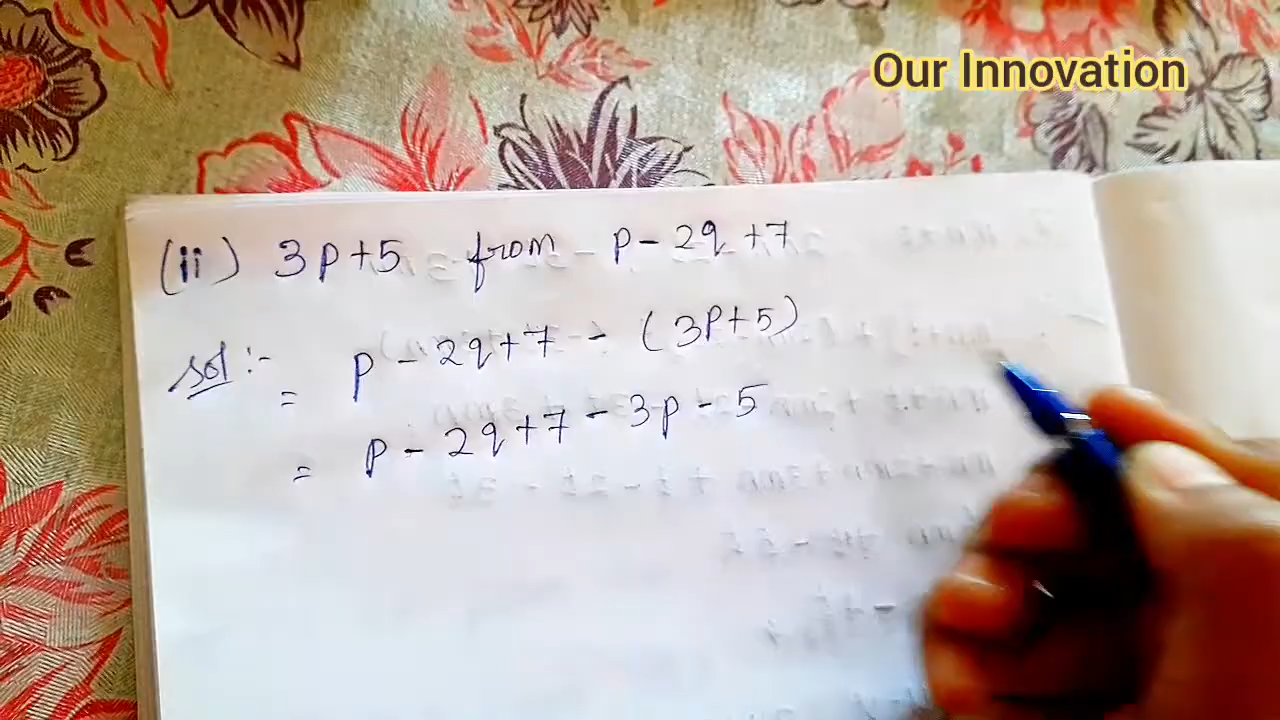 Our Innovation
(ii) 3p+5 from p-2q+7
Sol :-
= p - 2q+7 - (3p+5)
= p - 2q+7 - 3p - 5